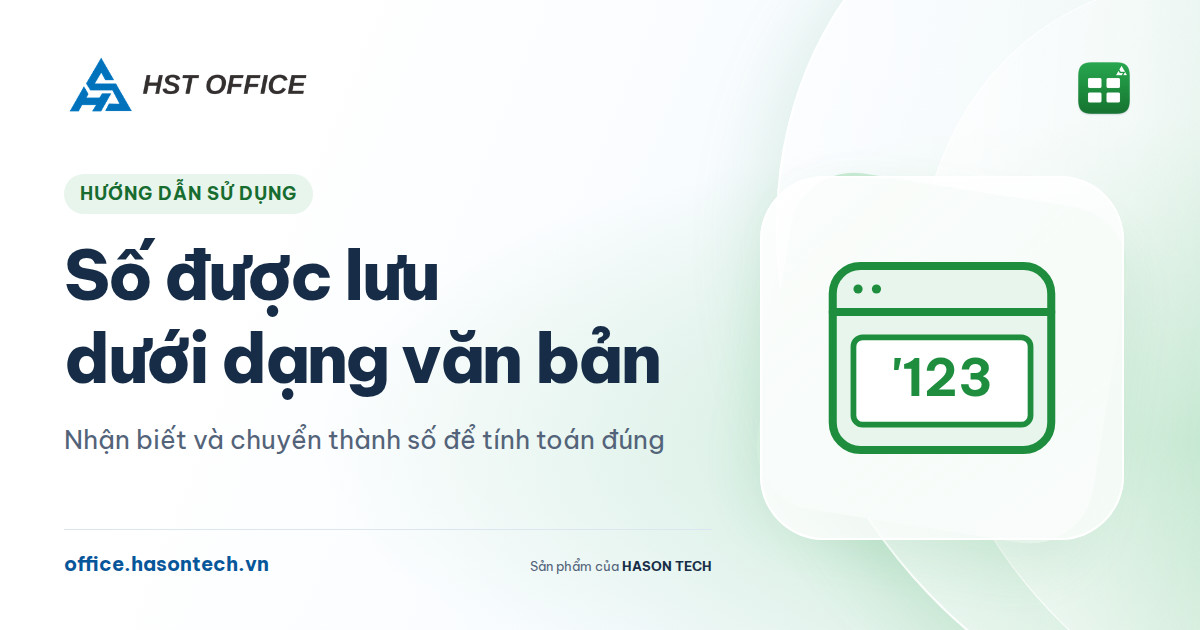 HST OFFICE
HƯỚNG DẪN SỬ DỤNG
Số được lưu
dưới dạng văn bản
Nhận biết và chuyển thành số để tính toán đúng
'123
office.hasontech.vn
Sản phẩm của HASON TECH